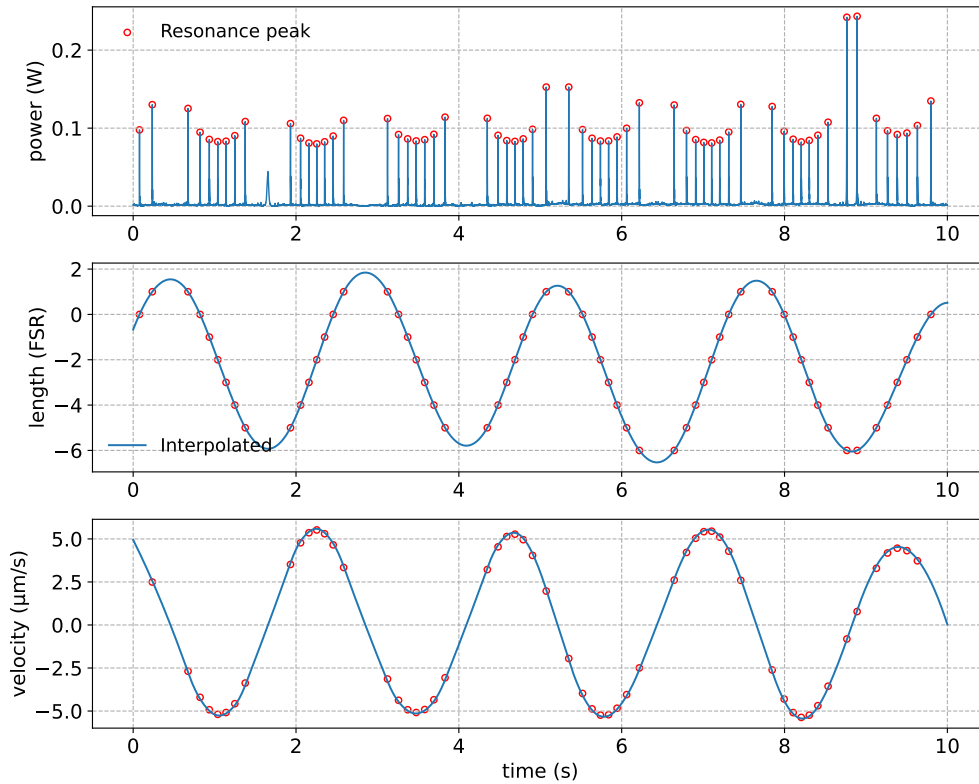 power (W)
0.2
0.1
0.0
Resonance peak
0 2 4 6 8 10
length (FSR)
2
0
−2
−4
−6
Interpolated
0 2 4 6 8 10
velocity (μm/s)
5.0
2.5
0.0
−2.5
−5.0
0 2 4 6 8 10
time (s)